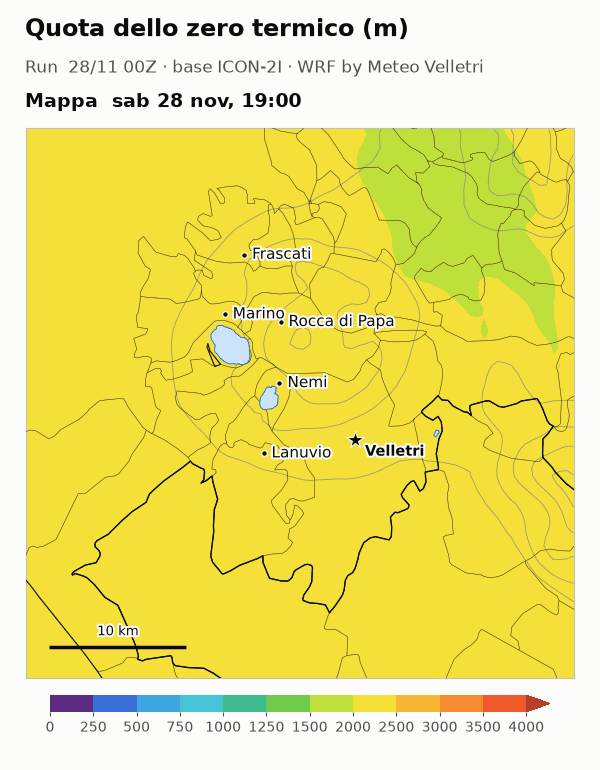 Quota dello zero termico (m)
Run  28/11 00Z · base ICON-2I · WRF by Meteo Velletri
Mappa  sab 28 nov, 19:00
Frascati
Marino
Rocca di Papa
Nemi
Velletri
Lanuvio
10 km
0 250 500 750 1000 1250 1500 2000 2500 3000 3500 4000